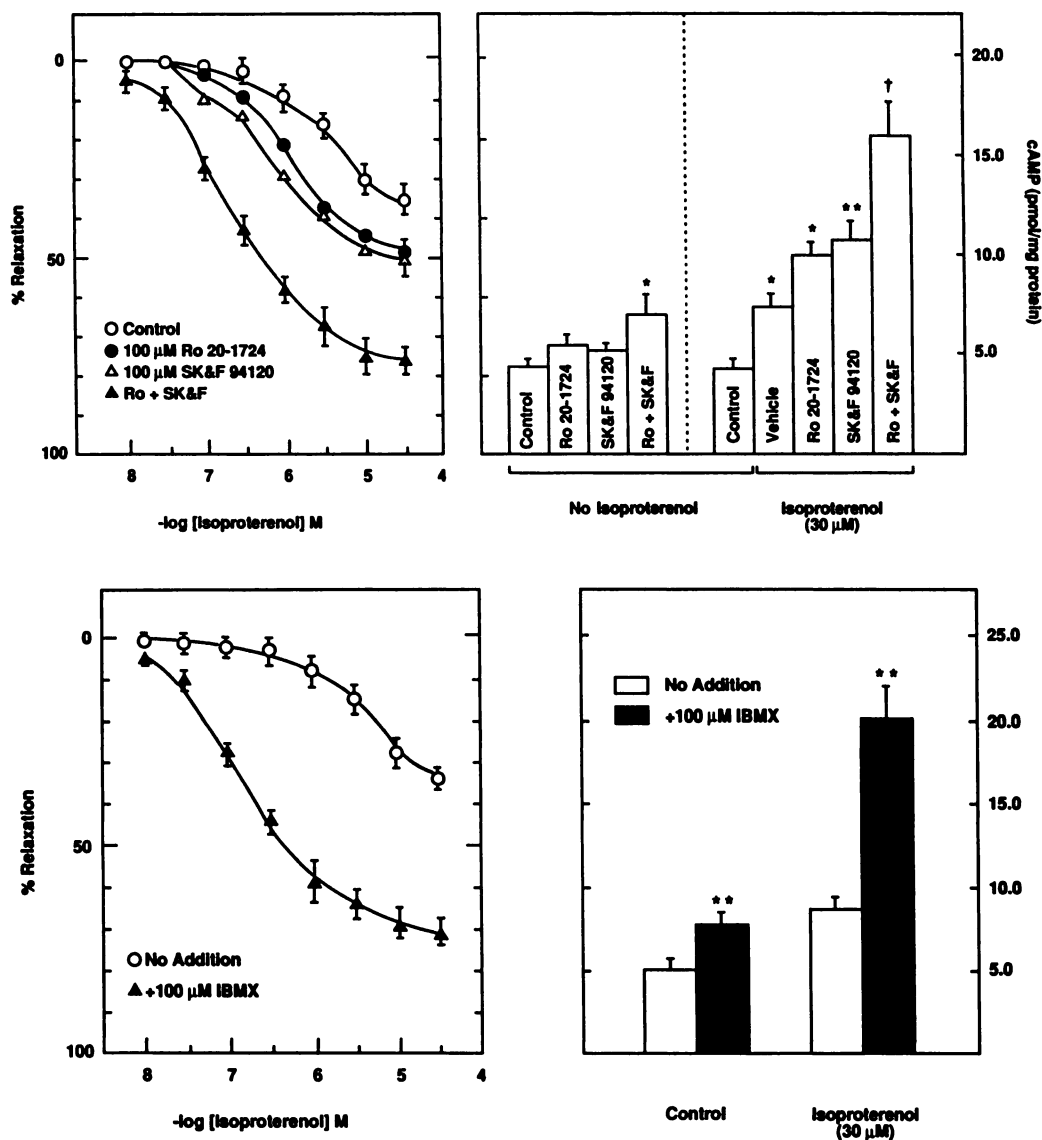 0
50
100
% Relaxation
Control
100 μM Ro 20-1724
100 μM SK&F 94120
Ro + SK&F
8
7
6
5
4
-log [Isoproterenol] M
20.0
15.0
10.0
5.0
cAMP (pmol/mg protein)
*
*
*
**
†
Control
Ro 20-1724
SK&F 94120
Ro + SK&F
Control
Vehicle
Ro 20-1724
SK&F 94120
Ro + SK&F
No Isoproterenol
Isoproterenol
(30 μM)
0
50
100
% Relaxation
No Addition
+100 μM IBMX
8
7
6
5
4
-log [Isoproterenol] M
25.0
20.0
15.0
10.0
5.0
No Addition
+100 μM IBMX
**
**
Control
Isoproterenol
(30 μM)